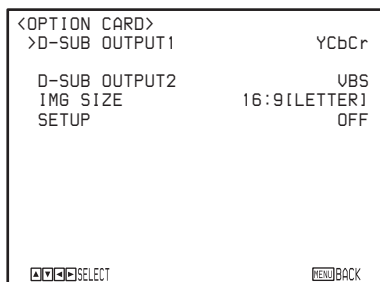 <OPTION CARD>
>D-SUB OUTPUT1 YCbCr
D-SUB OUTPUT2 VBS
IMG SIZE 16:9[LETTER]
SETUP OFF
▲▼◀▶SELECT MENU BACK